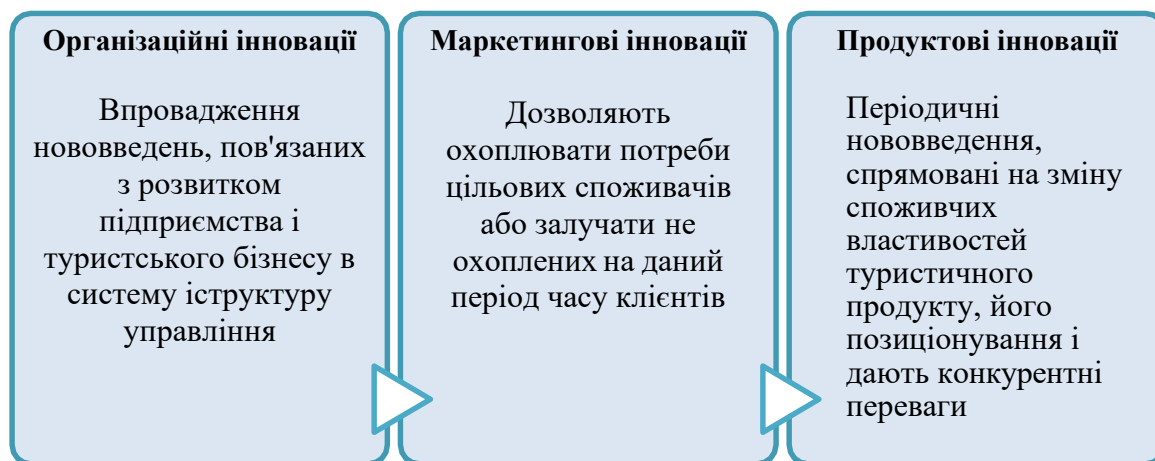 Організаційні інновації
Впровадження
нововведень, пов'язаних
з розвитком
підприємства і
туристського бізнесу в
систему іструктуру
управління
Маркетингові інновації
Дозволяють
охоплювати потреби
цільових споживачів
або залучати не
охоплених на даний
період часу клієнтів
Продуктові інновації
Періодичні
нововведення,
спрямовані на зміну
споживчих
властивостей
туристичного
продукту, його
позиціонування і
дають конкурентні
переваги